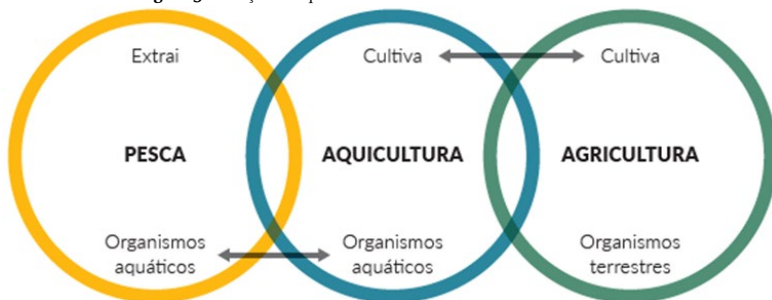 Extrai
Cultiva
Cultiva
PESCA
AQUICULTURA
AGRICULTURA
Organismos
aquáticos
Organismos
aquáticos
Organismos
terrestres